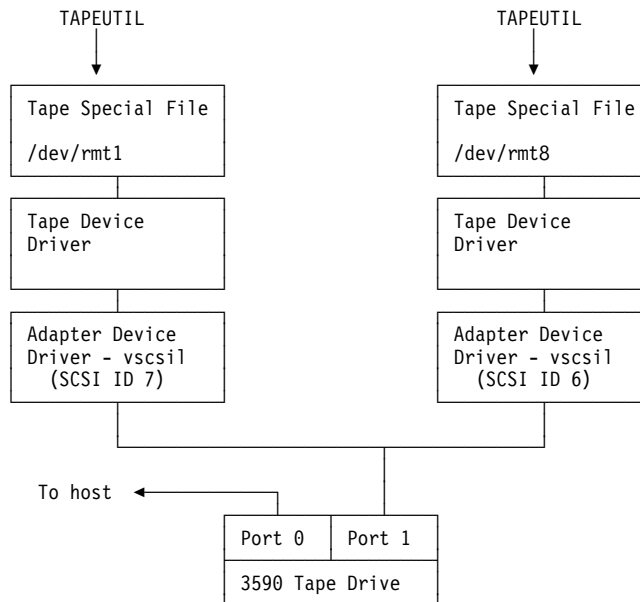 TAPEUTIL
Tape Special File
/dev/rmt1
Tape Device
Driver
Adapter Device
Driver - vscsil
(SCSI ID 7)
TAPEUTIL
Tape Special File
/dev/rmt8
Tape Device
Driver
Adapter Device
Driver - vscsil
(SCSI ID 6)
To host
Port 0
Port 1
3590 Tape Drive